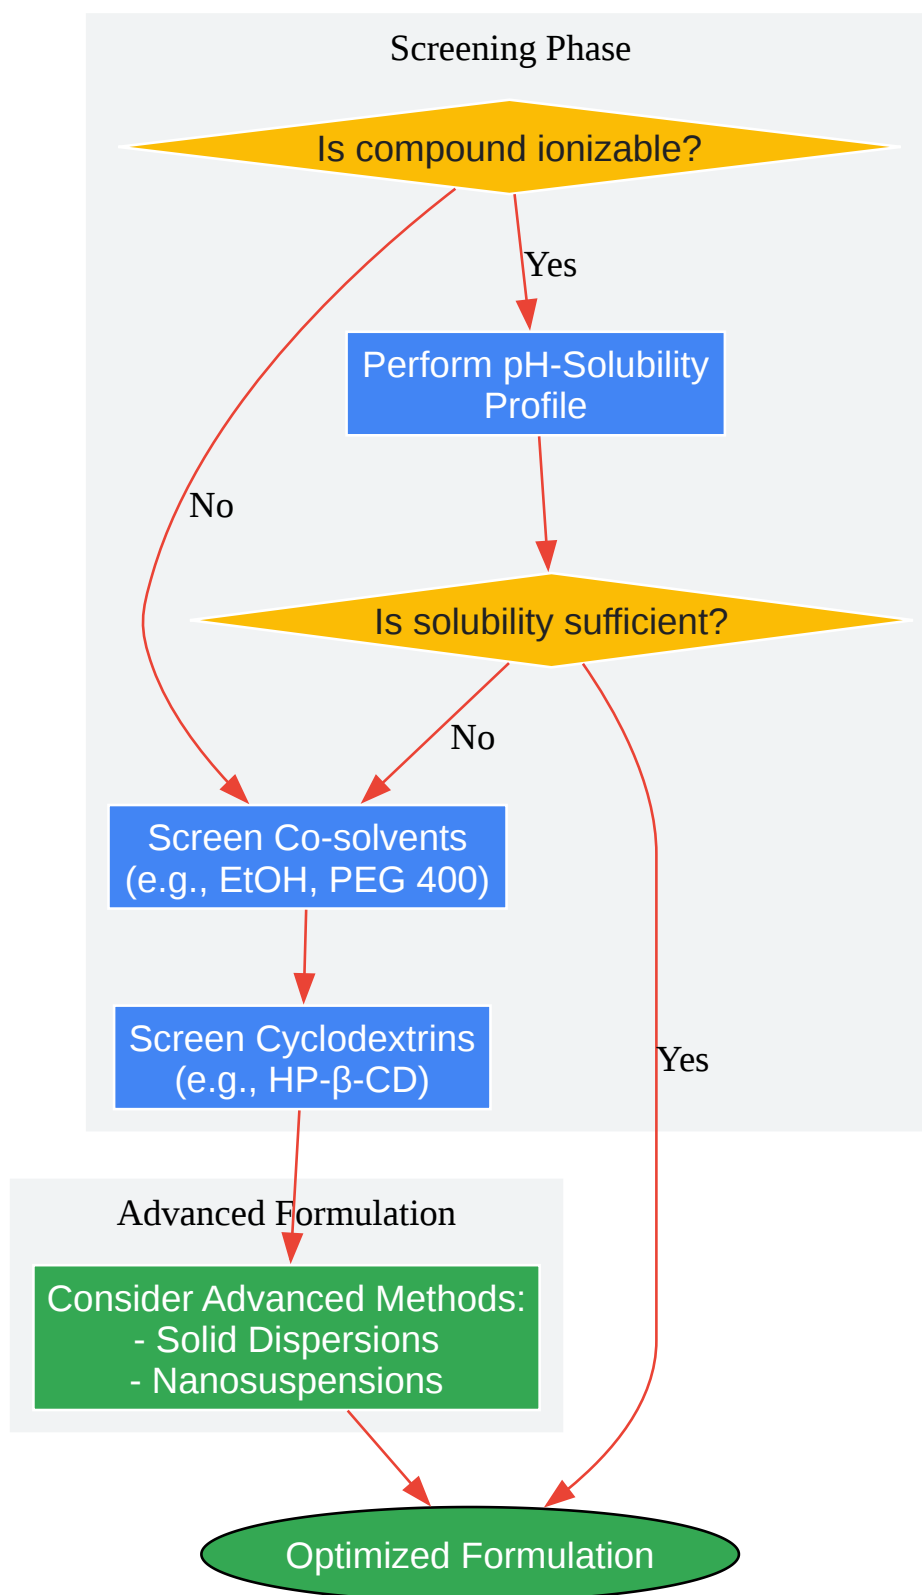 Screening Phase
Is compound ionizable?
Yes
Perform pH-Solubility
Profile
No
Is solubility sufficient?
No
Screen Co-solvents
(e.g., EtOH, PEG 400)
Screen Cyclodextrins
(e.g., HP-β-CD)
Yes
Advanced Formulation
Consider Advanced Methods:
- Solid Dispersions
- Nanosuspensions
Optimized Formulation